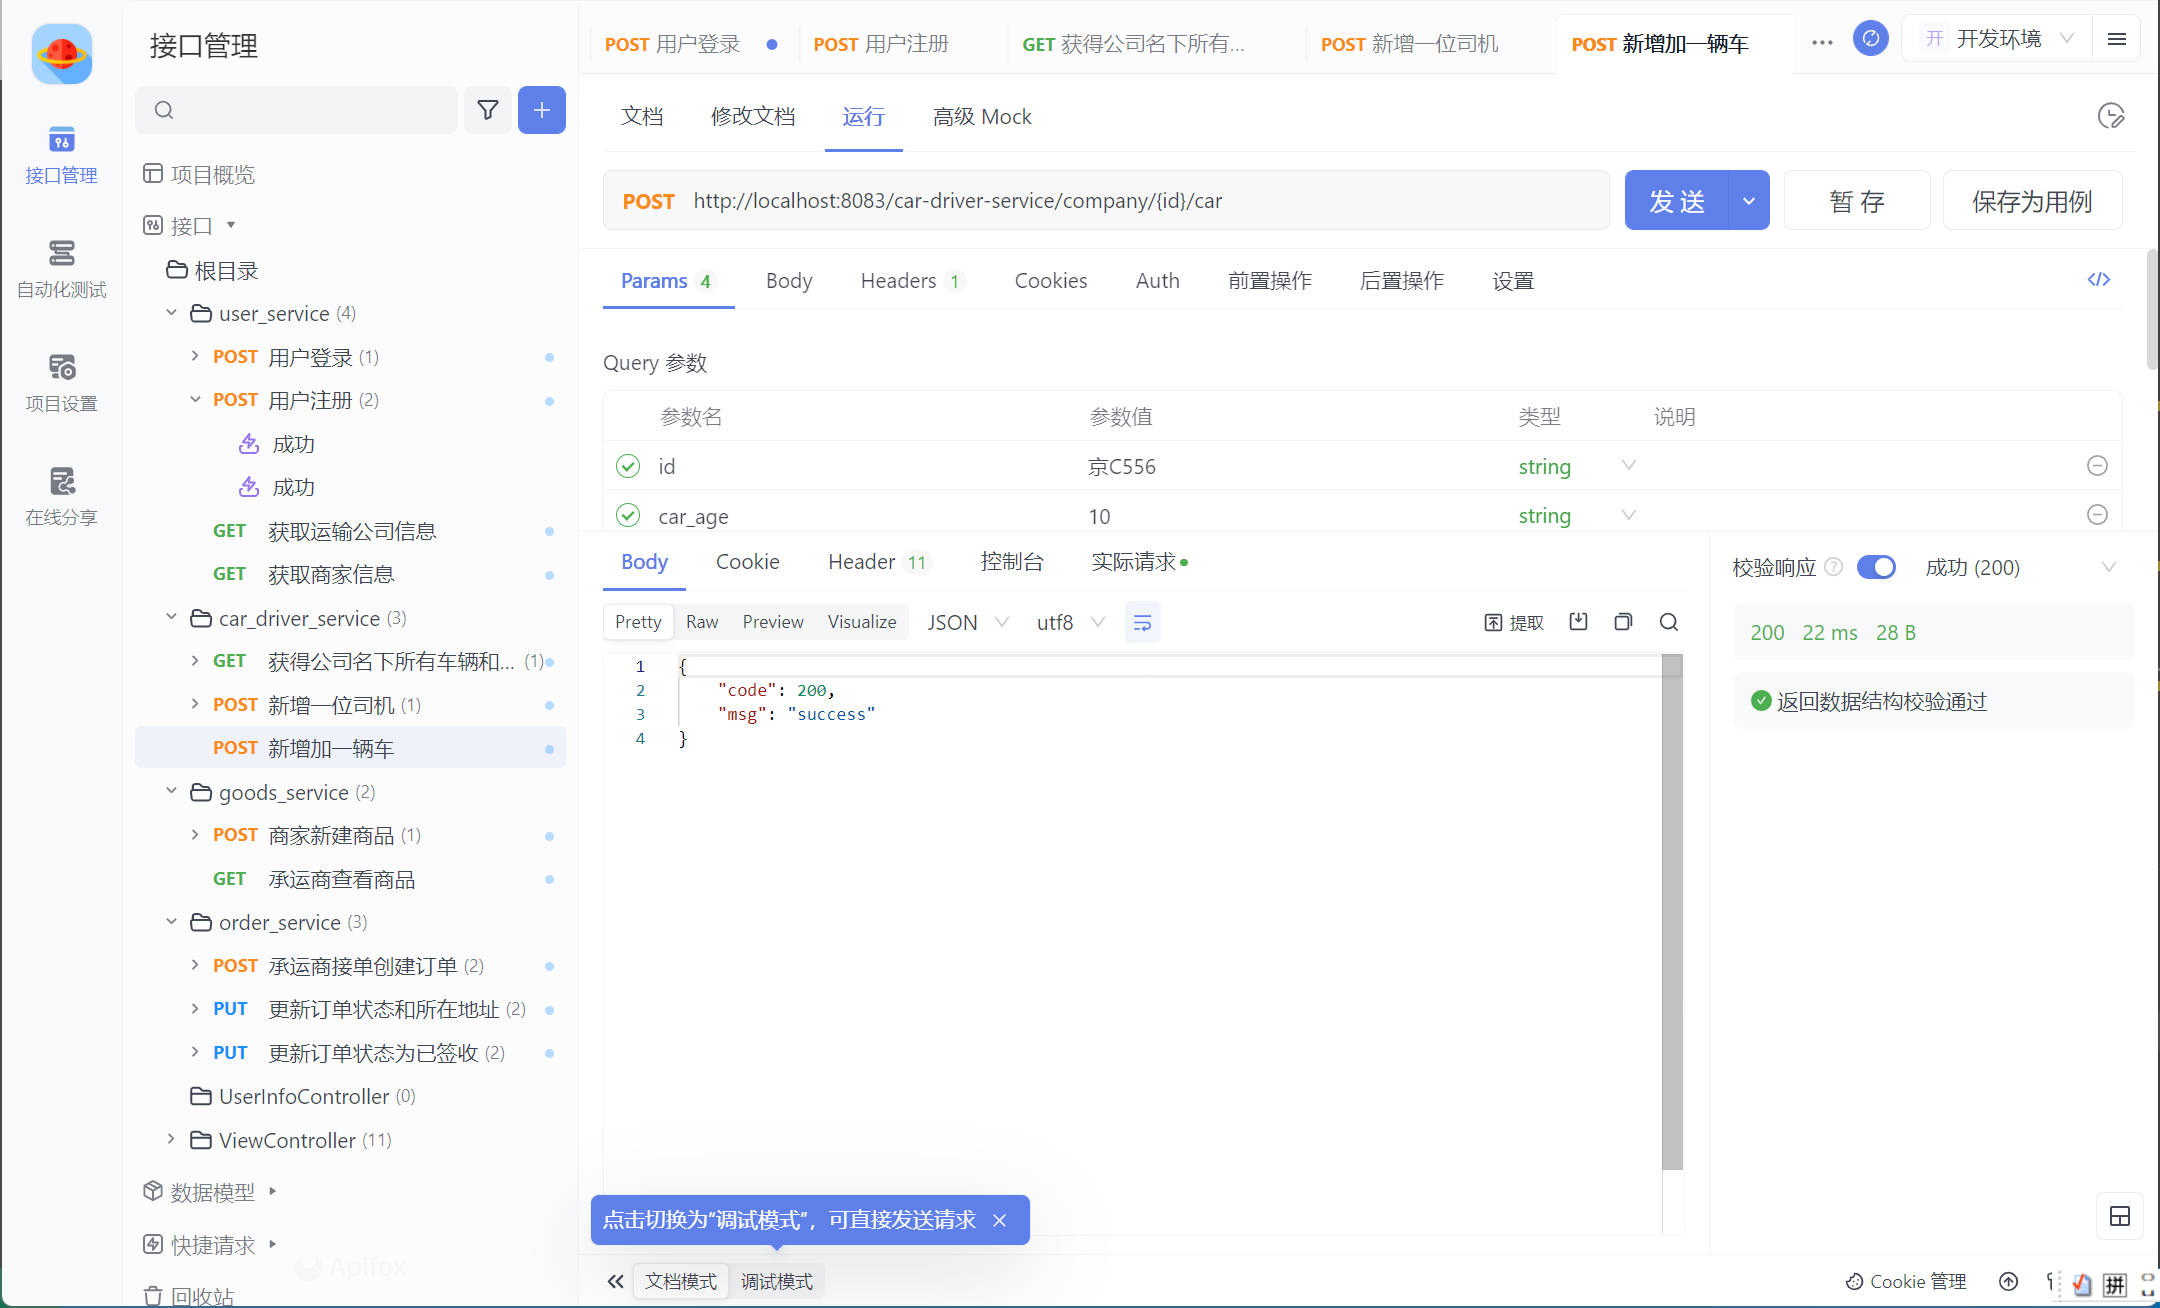 接口管理
POST 用户登录
POST 用户注册
GET 获得公司名下所有...
POST 新增一位司机
POST 新增加一辆车
开 开发环境
文档 修改文档 运行 高级 Mock
接口管理
项目概览
POST http://localhost:8083/car-driver-service/company/{id}/car
发 送
暂 存
保存为用例
接口
自动化测试
根目录
Params 4 Body Headers 1 Cookies Auth 前置操作 后置操作 设置
user_service (4)
POST 用户登录 (1)
Query 参数
项目设置
POST 用户注册 (2)
参数名 参数值 类型 说明
成功
id 京C556 string
成功
car_age 10 string
在线分享
GET 获取运输公司信息
GET 获取商家信息
Body Cookie Header 11 控制台 实际请求
校验响应 成功 (200)
car_driver_service (3)
Pretty Raw Preview Visualize JSON utf8 提取
200 22 ms 28 B
GET 获得公司名下所有车辆和... (1)
1 {
2 "code": 200,
3 "msg": "success"
4 }
返回数据结构校验通过
POST 新增一位司机 (1)
POST 新增加一辆车
goods_service (2)
POST 商家新建商品 (1)
GET 承运商查看商品
order_service (3)
POST 承运商接单创建订单 (2)
PUT 更新订单状态和所在地址 (2)
PUT 更新订单状态为已签收 (2)
UserInfoController (0)
ViewController (11)
数据模型
快捷请求
Apifox
回收站
点击切换为“调试模式”，可直接发送请求
文档模式 调试模式
Cookie 管理
拼